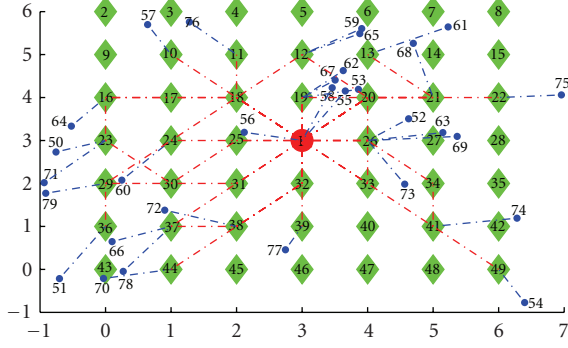 6 2 3 4 5 6 7 8
57 76 59 65 61
5 9 10 11 12 13 14 15
68
67 62
58 55 53
4 16 17 18 19 20 21 22 75
64 56 52 63 69
3 23 24 25 1 26 27 28
50
71 79 60 73
2 29 30 31 32 33 34 35
72 74
1 36 66 37 38 39 40 41 42
77
0 43 44 45 46 47 48 49
51 70 78 54
−1
−1 0 1 2 3 4 5 6 7